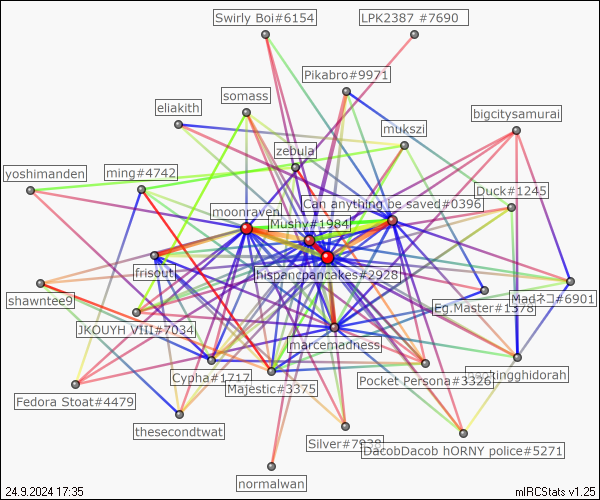 Swirly Boi#6154
LPK2387 #7690
Pikabro#9971
somass
eliakith
bigcitysamurai
mukszi
zebula
yoshimanden
ming#4742
Duck#1245
Can anything be saved#0396
moonraven
Mushy#1984
frisout
hispancpancakes#2928
shawntee9
Madネコ#6901
Eg.Master#1378
JKOUYH VIII#7034
marcemadness
Cypha#1717
Pocket Persona#3326
kingghidorah
Majestic#3375
Fedora Stoat#4479
thesecondtwat
Silver#7938
DacobDacob hORNY police#5271
normalwan
24.9.2024 17:35
mIRCStats v1.25